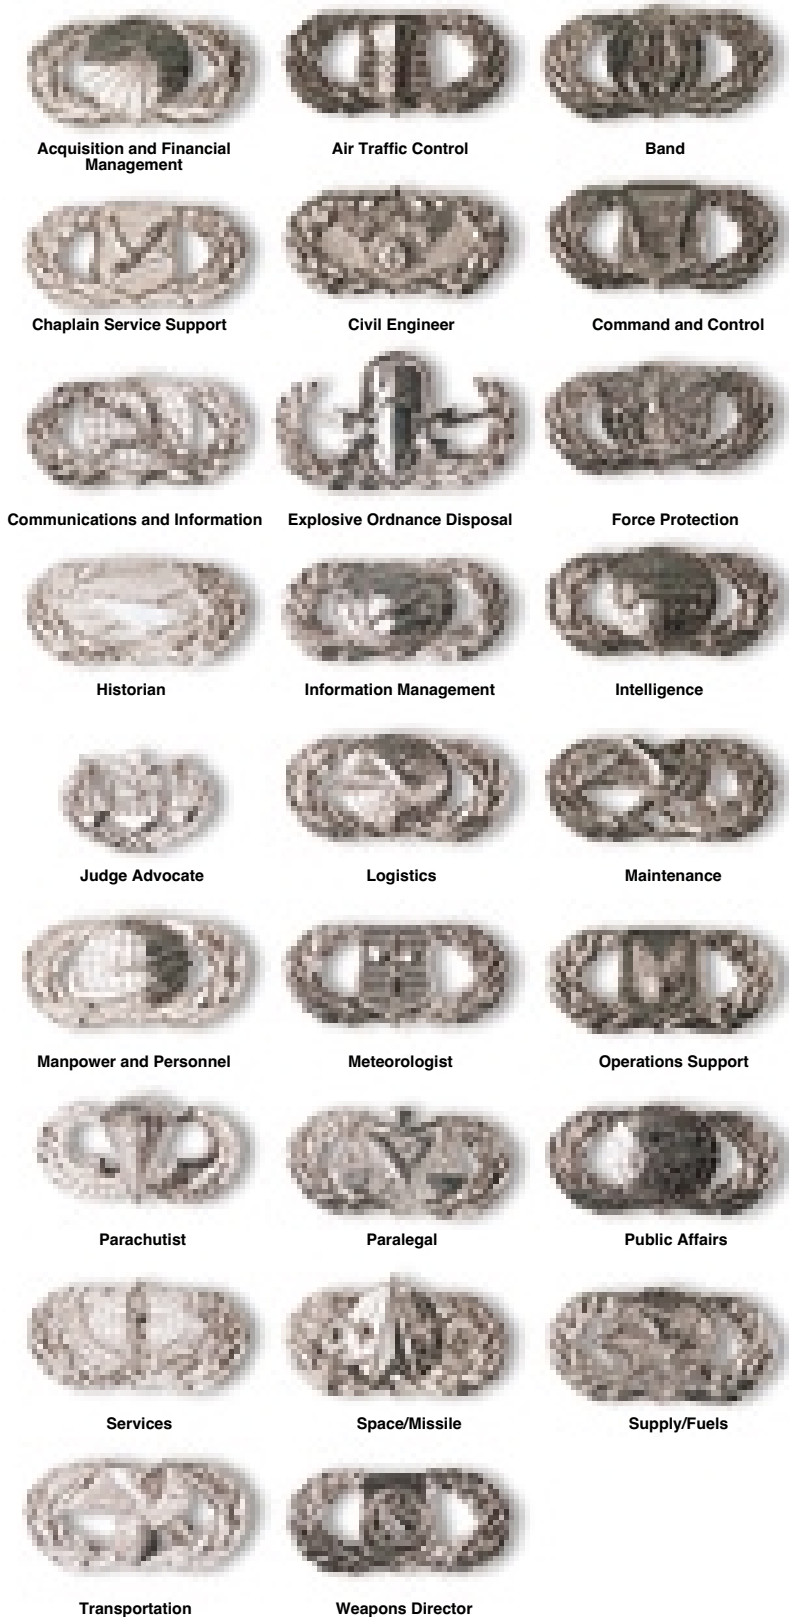 Acquisition and Financial
Management
Air Traffic Control
Band
Chaplain Service Support
Civil Engineer
Command and Control
Communications and Information
Explosive Ordnance Disposal
Force Protection
Historian
Information Management
Intelligence
Judge Advocate
Logistics
Maintenance
Manpower and Personnel
Meteorologist
Operations Support
Parachutist
Paralegal
Public Affairs
Services
Space/Missile
Supply/Fuels
Transportation
Weapons Director